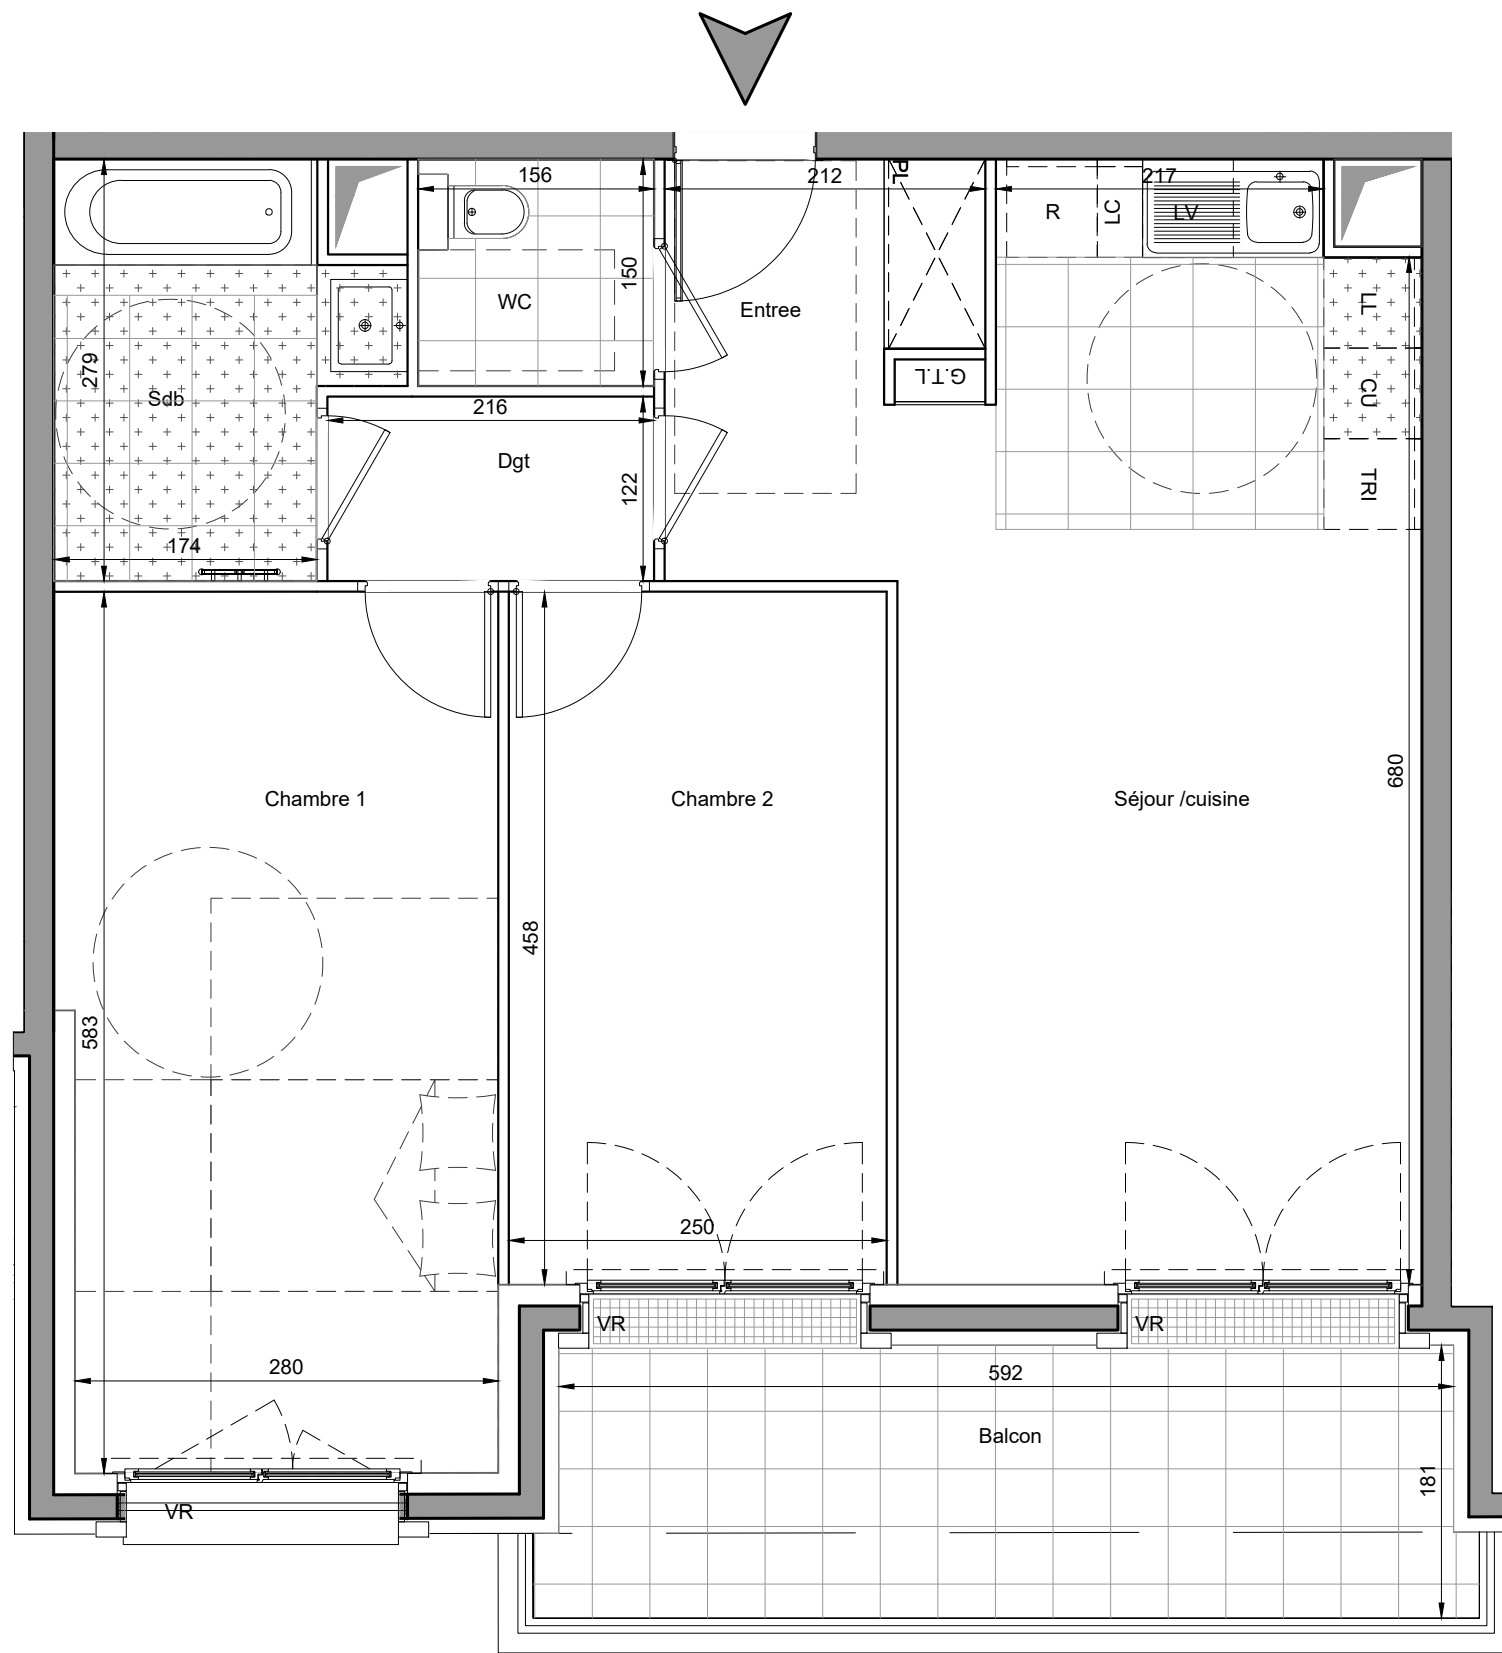 PL
156
212
217
R
LC
LV
150
WC
Entree
LL
279
Sdb
G.T.L
CU
216
Dgt
122
TRI
174
680
Chambre 1
Chambre 2
Séjour /cuisine
458
583
250
VR
VR
280
592
Balcon
181
VR